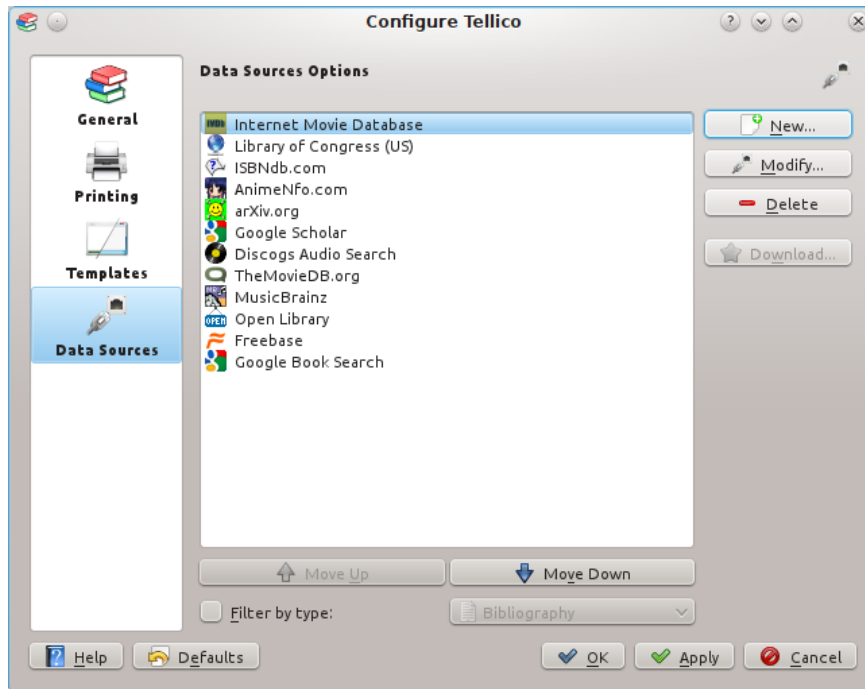 Configure Tellico
General
Printing
Templates
Data Sources
Data Sources Options
Internet Movie Database
Library of Congress (US)
ISBNdb.com
AnimeNfo.com
arXiv.org
Google Scholar
Discogs Audio Search
TheMovieDB.org
MusicBrainz
Open Library
Freebase
Google Book Search
New...
Modify...
Delete
Download...
Move Up
Move Down
Filter by type:
Bibliography
Help
Defaults
OK
Apply
Cancel